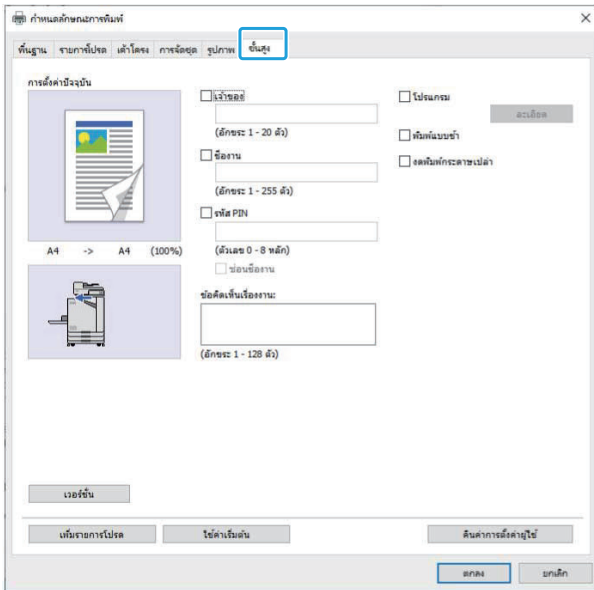 กำหนดลักษณะการพิมพ์
พื้นฐาน รายการโปรด เค้าโครง การจัดชุด รูปภาพ ขั้นสูง
การตั้งค่าปัจจุบัน
A4 -> A4 (100%)
เจ้าของ
(อักขระ 1 - 20 ตัว)
ชื่องาน
(อักขระ 1 - 255 ตัว)
รหัส PIN
(ตัวเลข 0 - 8 หลัก)
ซ่อนชื่องาน
ข้อคิดเห็นเรื่องงาน:
(อักขระ 1 - 128 ตัว)
โปรแกรม
ละเอียด
พิมพ์แบบช้า
งดพิมพ์กระดาษเปล่า
เวอร์ชั่น
เพิ่มรายการโปรด ใช้ค่าเริ่มต้น คืนค่าการตั้งค่าผู้ใช้
ตกลง ยกเลิก